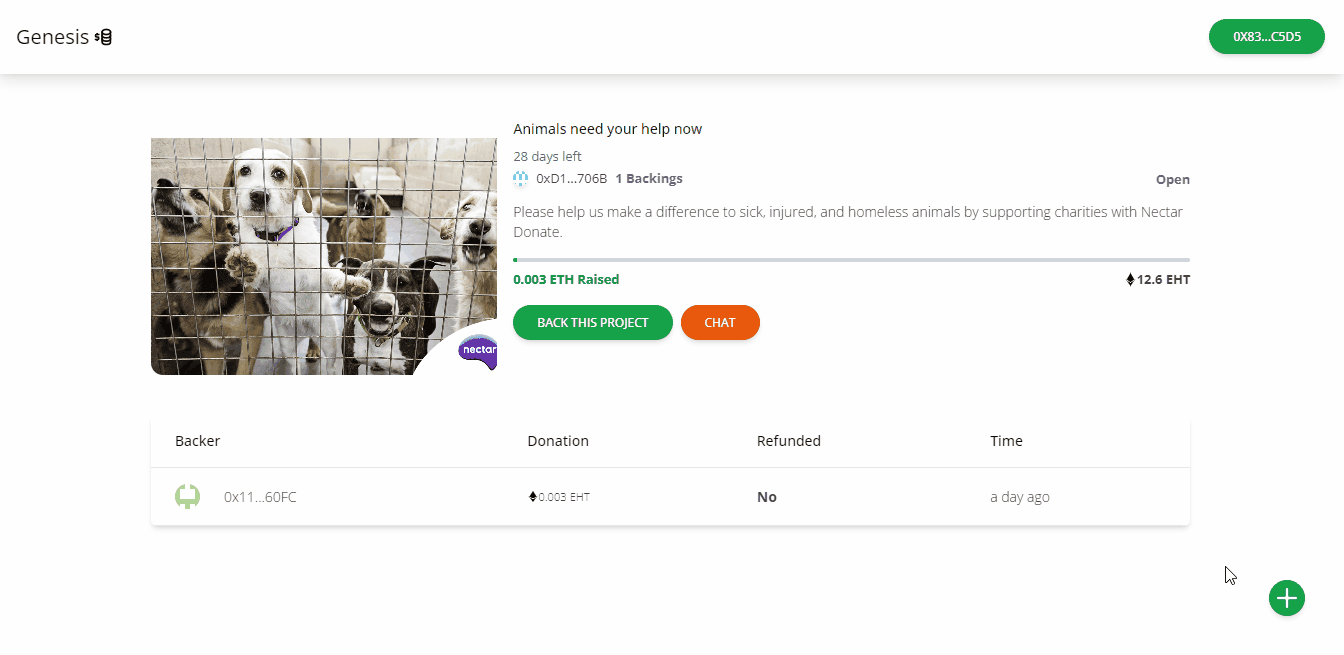 Genesis $
0X83...C5D5
Animals need your help now
28 days left
0xD1...706B 1 Backings
Open
Please help us make a difference to sick, injured, and homeless animals by supporting charities with Nectar
Donate.
0.003 ETH Raised
12.6 EHT
BACK THIS PROJECT CHAT
nectar
Backer Donation Refunded Time
0x11...60FC 0.003 EHT No a day ago